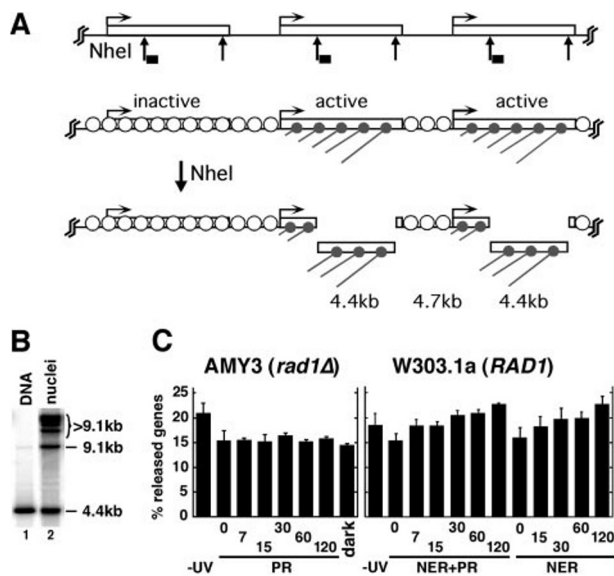 A
NheI
inactive active active
NheI
4.4kb 4.7kb 4.4kb
B
DNA
nuclei
>9.1kb
9.1kb
4.4kb
1 2
C
AMY3 (rad1Δ) W303.1a (RAD1)
% released genes
25
20
15
10
5
0
0 30 0 30 0 60
7 60 dark 7 60 15 120
15 120 15 120 30
-UV PR -UV NER+PR NER